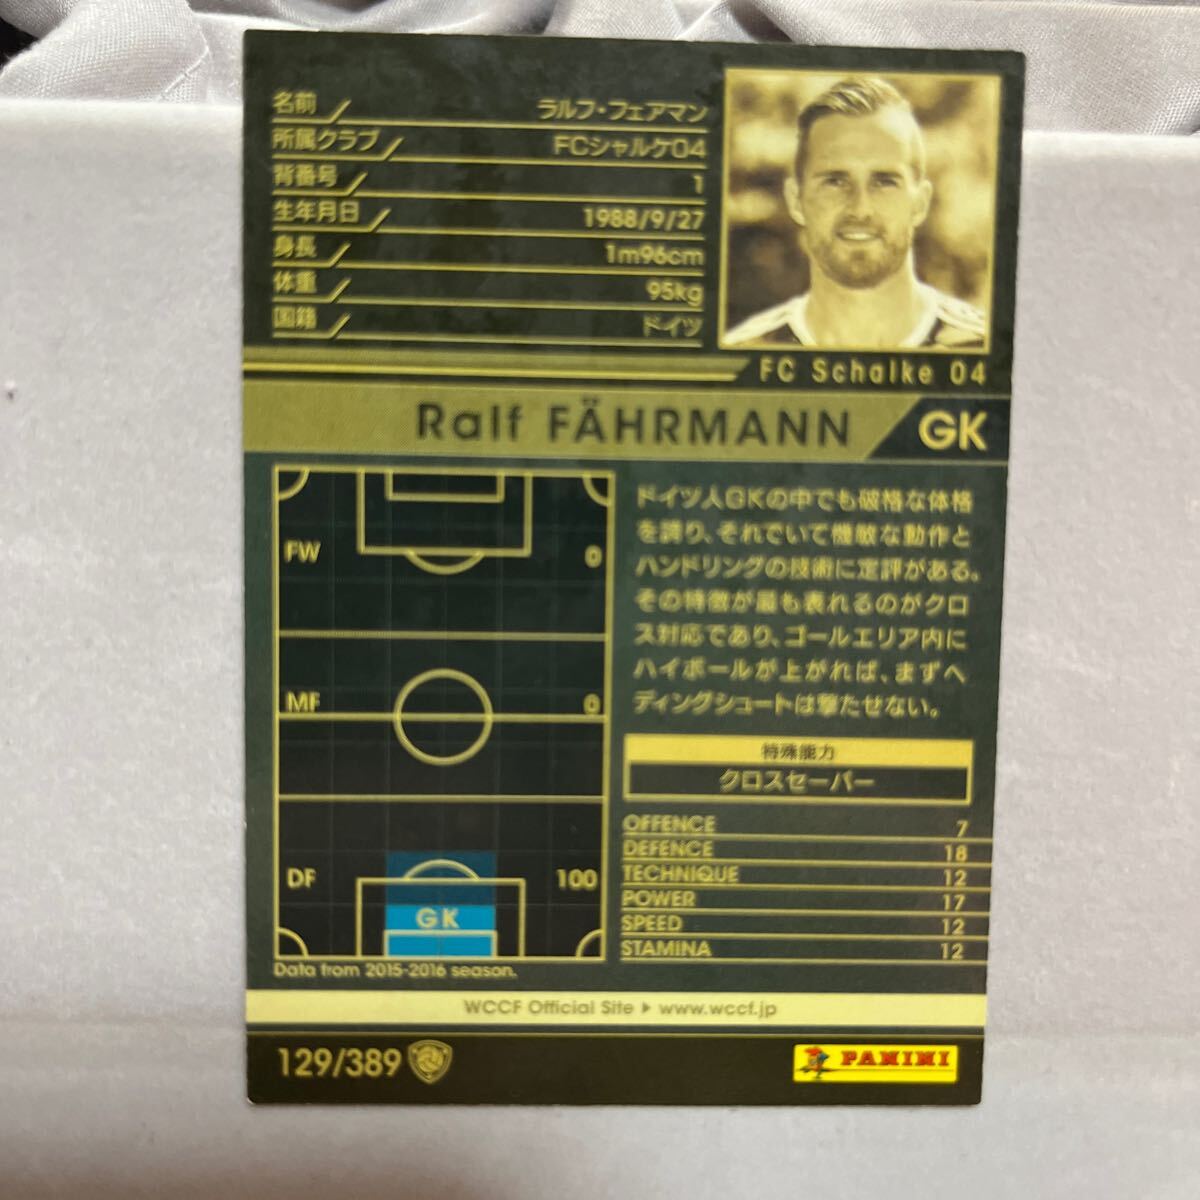 名前 ラルフ・フェアマン
所属クラブ FCシャルケ04
背番号 1
生年月日 1988/9/27
身長 1m96cm
体重 95kg
国籍 ドイツ
FC Schalke 04
Ralf FÄHRMANN GK
FW 0
MF 0
DF 100
GK
Data from 2015-2016 season.
ドイツ人GKの中でも破格な体格
を誇り、それでいて機敏な動作と
ハンドリングの技術に定評がある。
その特徴が最も表れるのがクロ
ス対応であり、ゴールエリア内に
ハイボールが上がれば、まずヘ
ディングシュートは撃たせない。
特殊能力
クロスセーバー
OFFENCE 7
DEFENCE 18
TECHNIQUE 12
POWER 17
SPEED 12
STAMINA 12
WCCF Official Site ▶ www.wccf.jp
129/389
PANINI